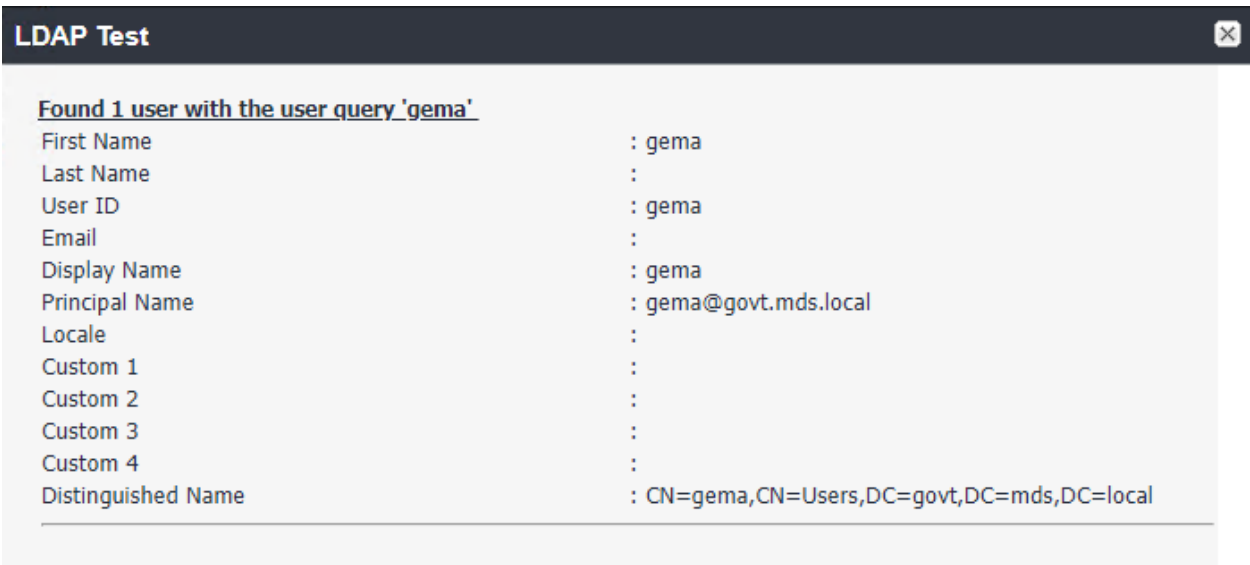 LDAP Test
Found 1 user with the user query 'gema'
First Name : gema
Last Name :
User ID : gema
Email :
Display Name : gema
Principal Name : gema@govt.mds.local
Locale :
Custom 1 :
Custom 2 :
Custom 3 :
Custom 4 :
Distinguished Name : CN=gema,CN=Users,DC=govt,DC=mds,DC=local